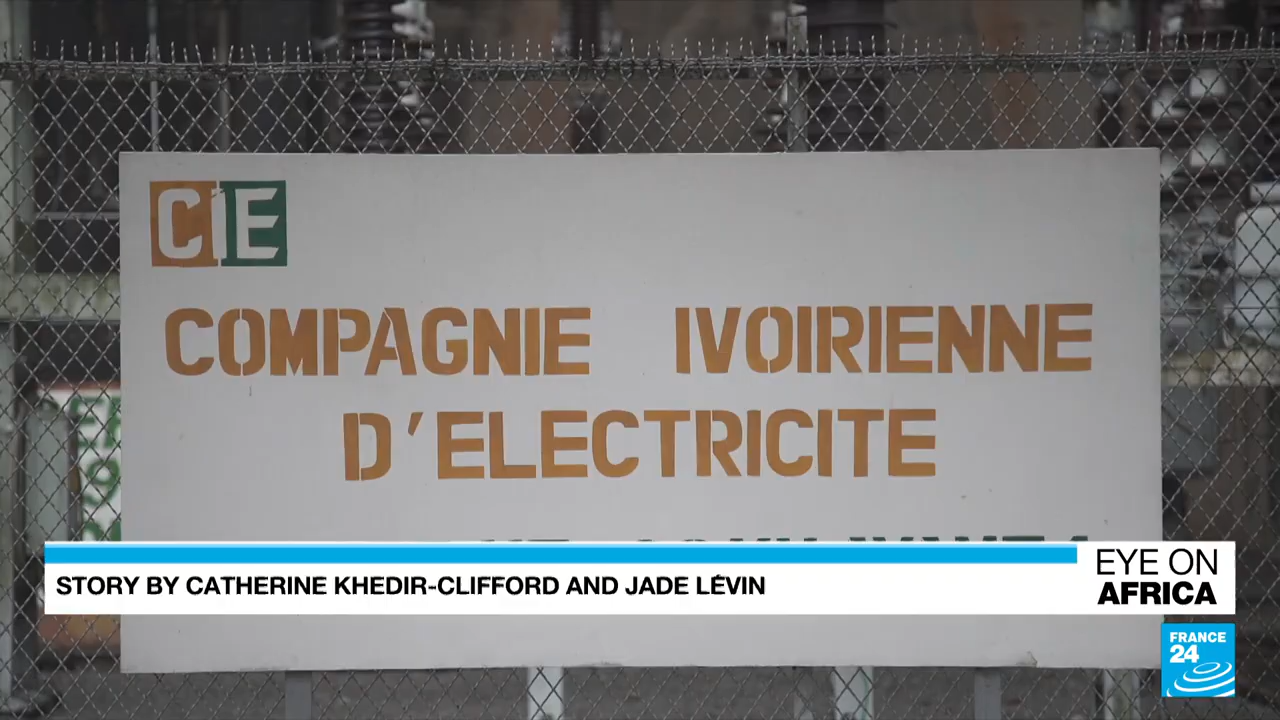 CIE
COMPAGNIE IVOIRIENNE
D'ELECTRICITE
STORY BY CATHERINE KHEDIR-CLIFFORD AND JADE LÉVIN
EYE ON
AFRICA
FRANCE
24